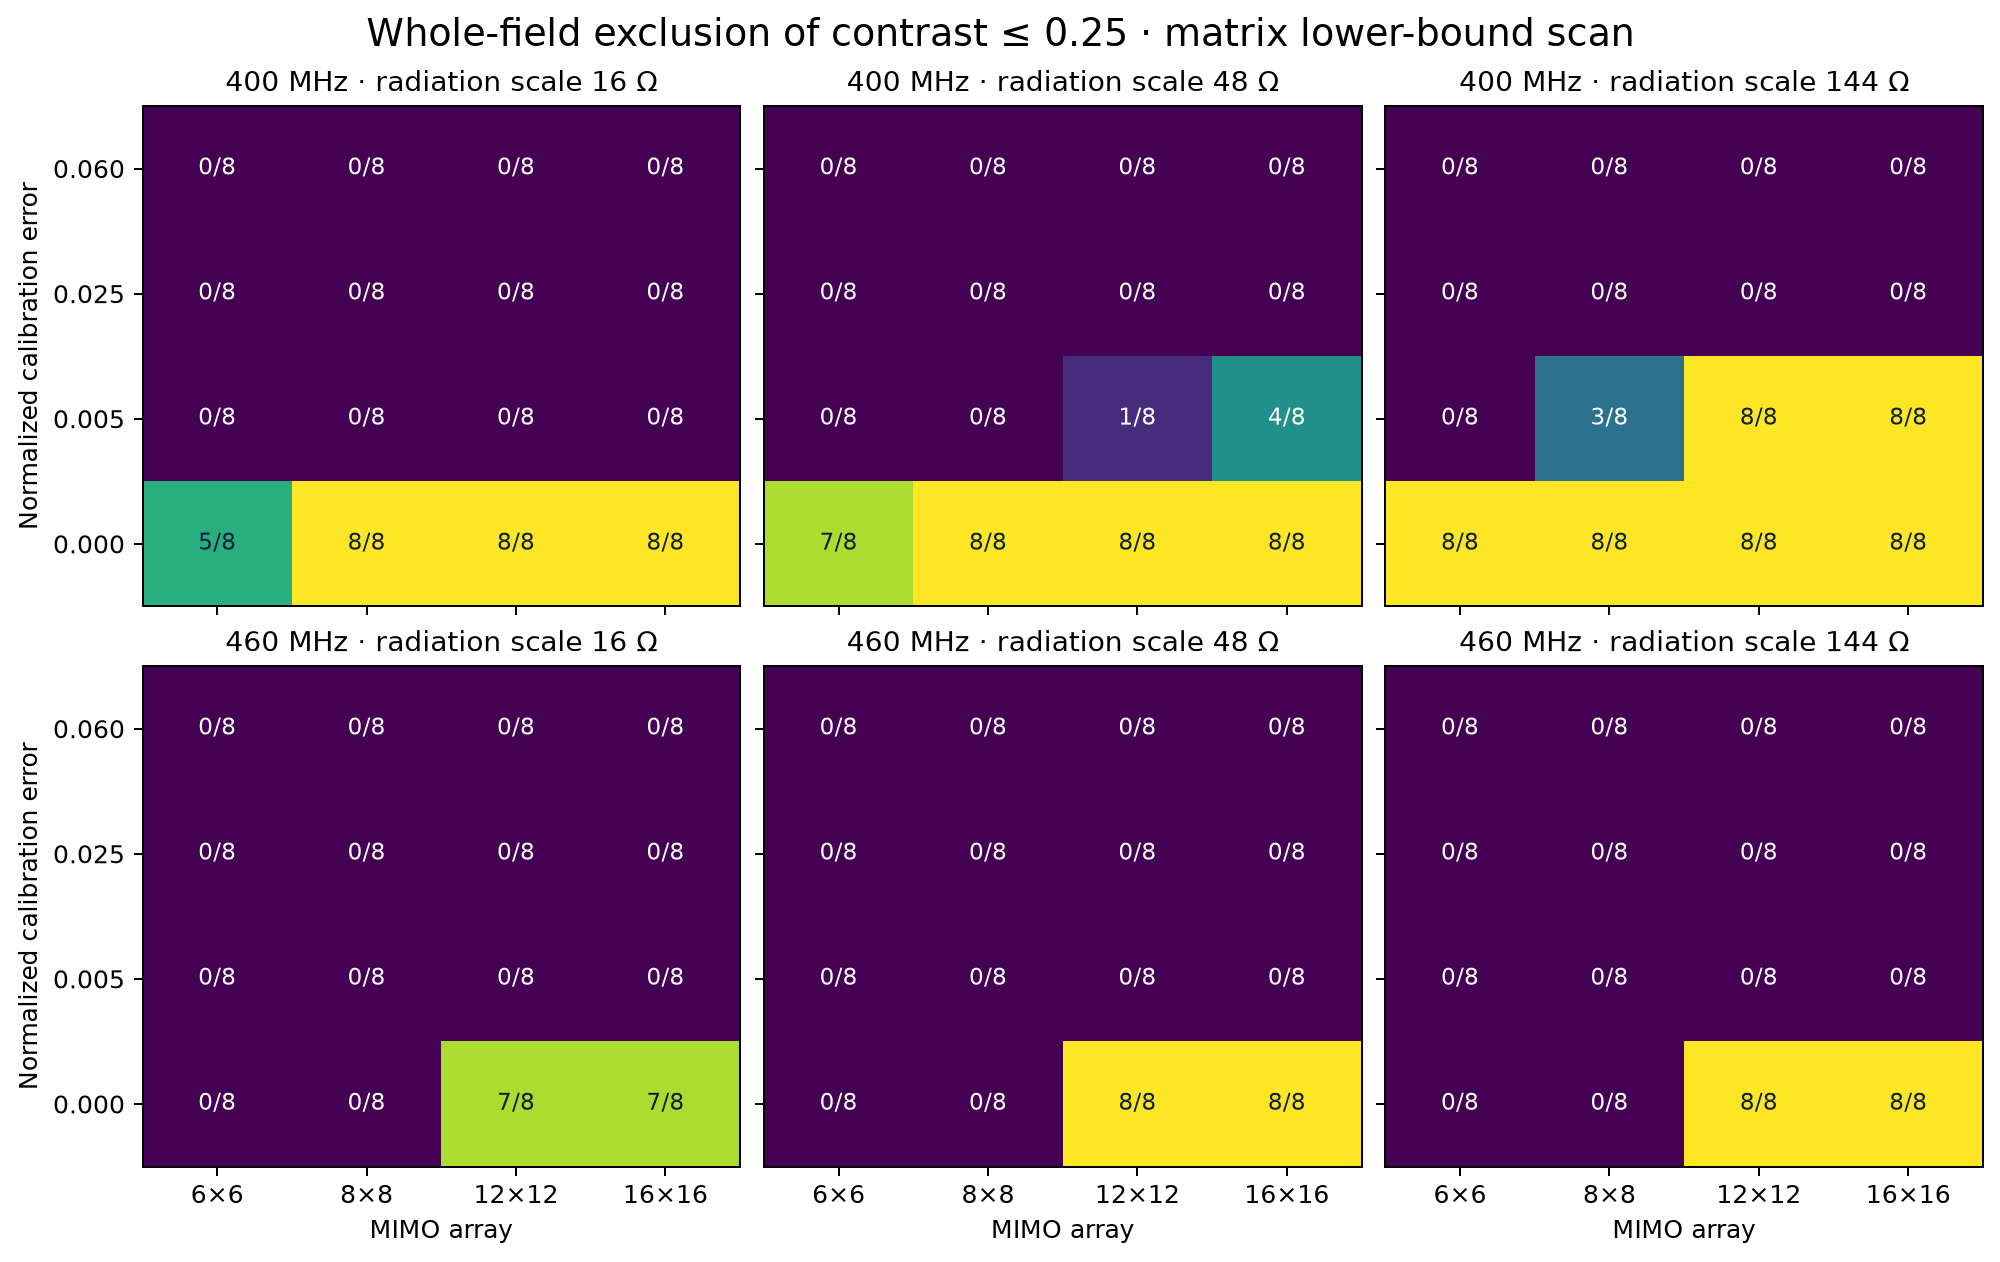 Whole-field exclusion of contrast ≤ 0.25 · matrix lower-bound scan
400 MHz · radiation scale 16 Ω
400 MHz · radiation scale 48 Ω
400 MHz · radiation scale 144 Ω
Normalized calibration error
0.060
0/8 0/8 0/8 0/8
0/8 0/8 0/8 0/8
0/8 0/8 0/8 0/8
0.025
0/8 0/8 0/8 0/8
0/8 0/8 0/8 0/8
0/8 0/8 0/8 0/8
0.005
0/8 0/8 0/8 0/8
0/8 0/8 1/8 4/8
0/8 3/8 8/8 8/8
0.000
5/8 8/8 8/8 8/8
7/8 8/8 8/8 8/8
8/8 8/8 8/8 8/8
460 MHz · radiation scale 16 Ω
460 MHz · radiation scale 48 Ω
460 MHz · radiation scale 144 Ω
Normalized calibration error
0.060
0/8 0/8 0/8 0/8
0/8 0/8 0/8 0/8
0/8 0/8 0/8 0/8
0.025
0/8 0/8 0/8 0/8
0/8 0/8 0/8 0/8
0/8 0/8 0/8 0/8
0.005
0/8 0/8 0/8 0/8
0/8 0/8 0/8 0/8
0/8 0/8 0/8 0/8
0.000
0/8 0/8 7/8 7/8
0/8 0/8 8/8 8/8
0/8 0/8 8/8 8/8
6×6 8×8 12×12 16×16
6×6 8×8 12×12 16×16
6×6 8×8 12×12 16×16
MIMO array
MIMO array
MIMO array